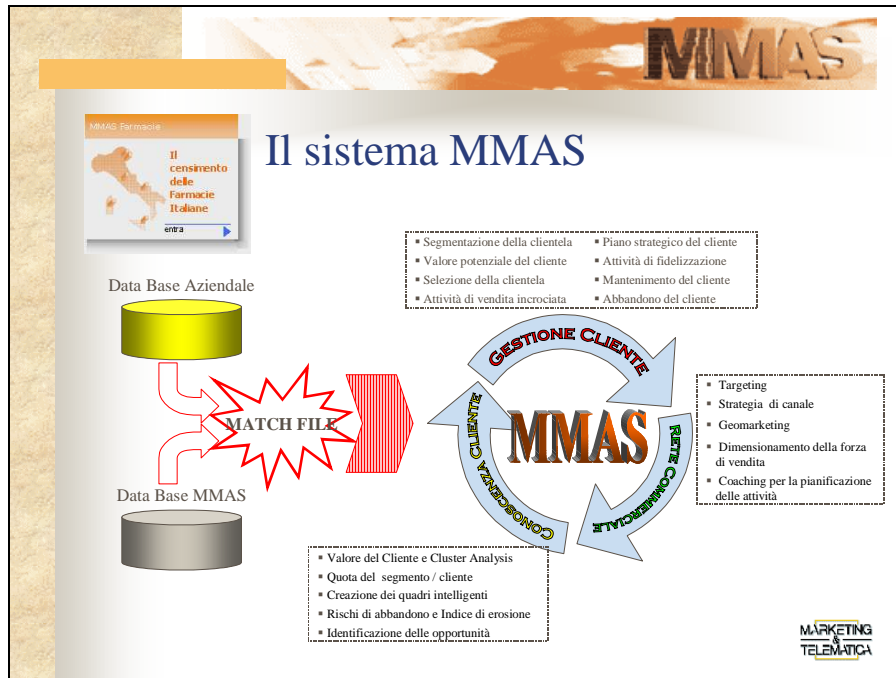 MMAS
MMAS Farmacie
Il
censimento
delle
Farmacie
Italiane
entra
Il sistema MMAS
▪ Segmentazione della clientela
▪ Valore potenziale del cliente
▪ Selezione della clientela
▪ Attività di vendita incrociata
▪ Piano strategico del cliente
▪ Attività di fidelizzazione
▪ Mantenimento del cliente
▪ Abbandono del cliente
Data Base Aziendale
MATCH FILE
Data Base MMAS
GESTIONE CLIENTE
RETE COMMERCIALE
CONOSCENZA CLIENTE
MMAS
▪ Targeting
▪ Strategia di canale
▪ Geomarketing
▪ Dimensionamento della forza
di vendita
▪ Coaching per la pianificazione
delle attività
▪ Valore del Cliente e Cluster Analysis
▪ Quota del segmento / cliente
▪ Creazione dei quadri intelligenti
▪ Rischi di abbandono e Indice di erosione
▪ Identificazione delle opportunità
MARKETING
&
TELEMATICA